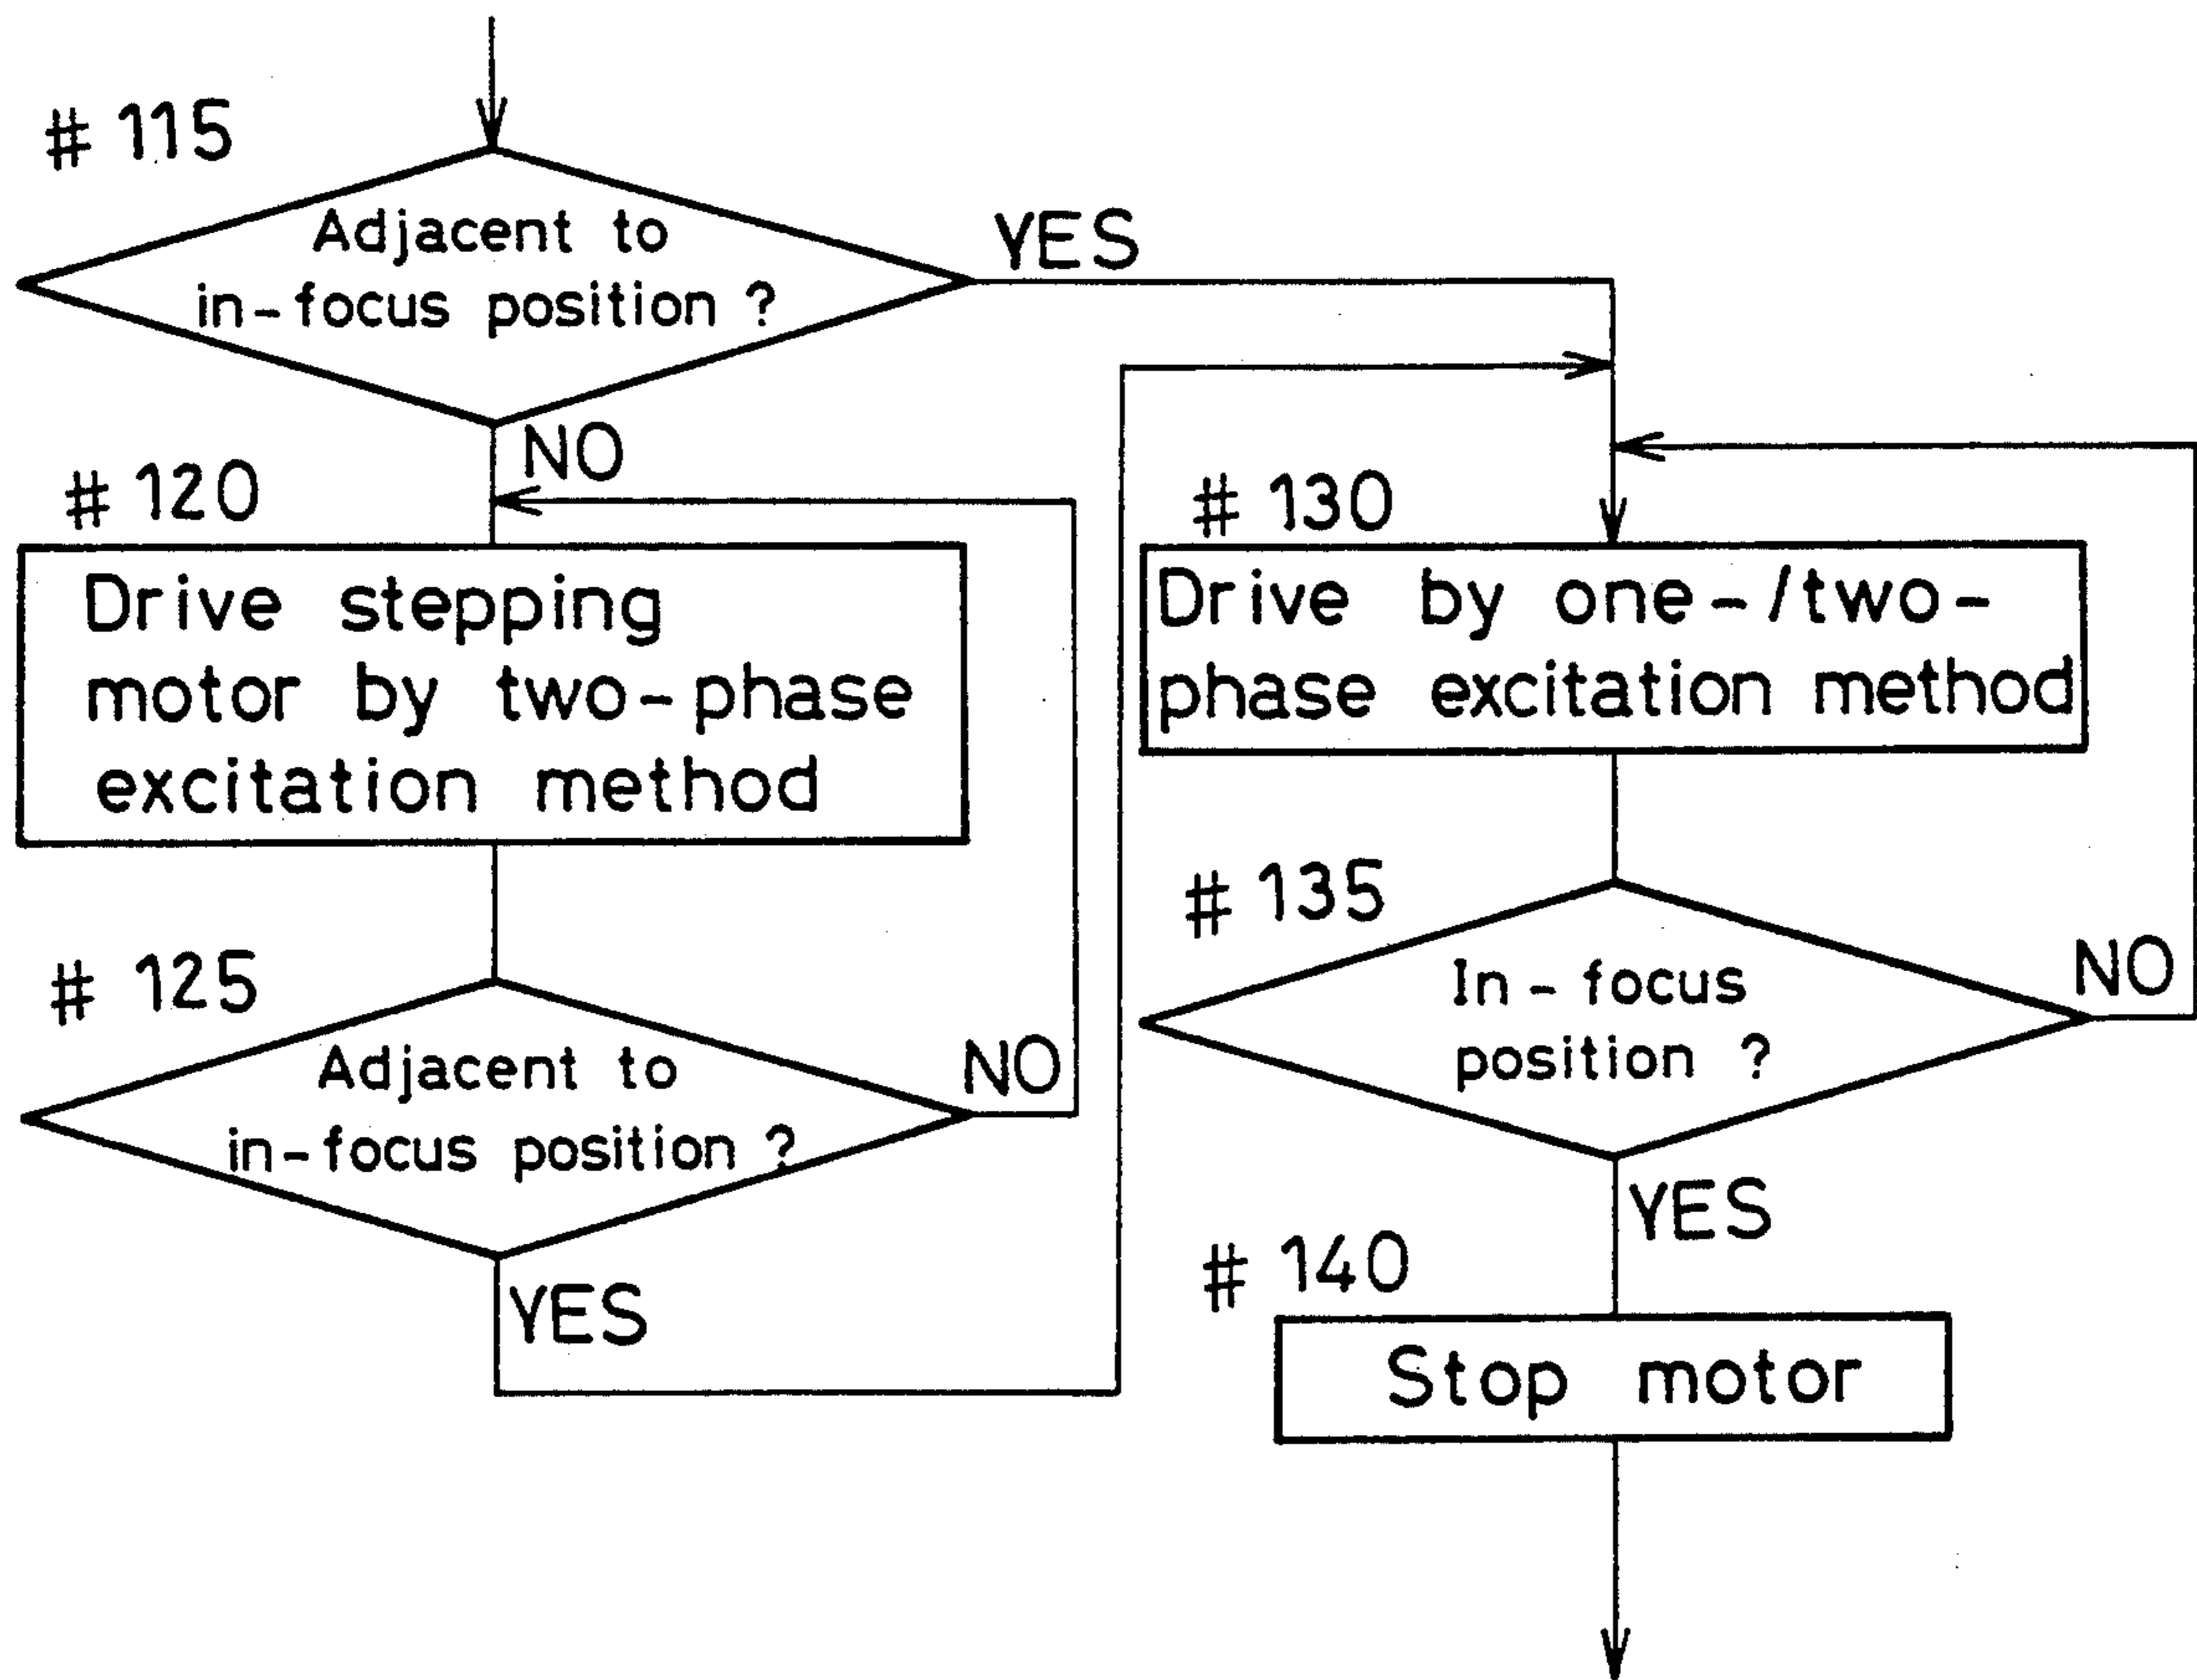 # 115
Adjacent to
in-focus position ?
YES
NO
# 120
Drive stepping
motor by two-phase
excitation method
# 125
Adjacent to
in-focus position ?
NO
YES
# 130
Drive by one-/two-
phase excitation method
# 135
In-focus
position ?
NO
YES
# 140
Stop motor